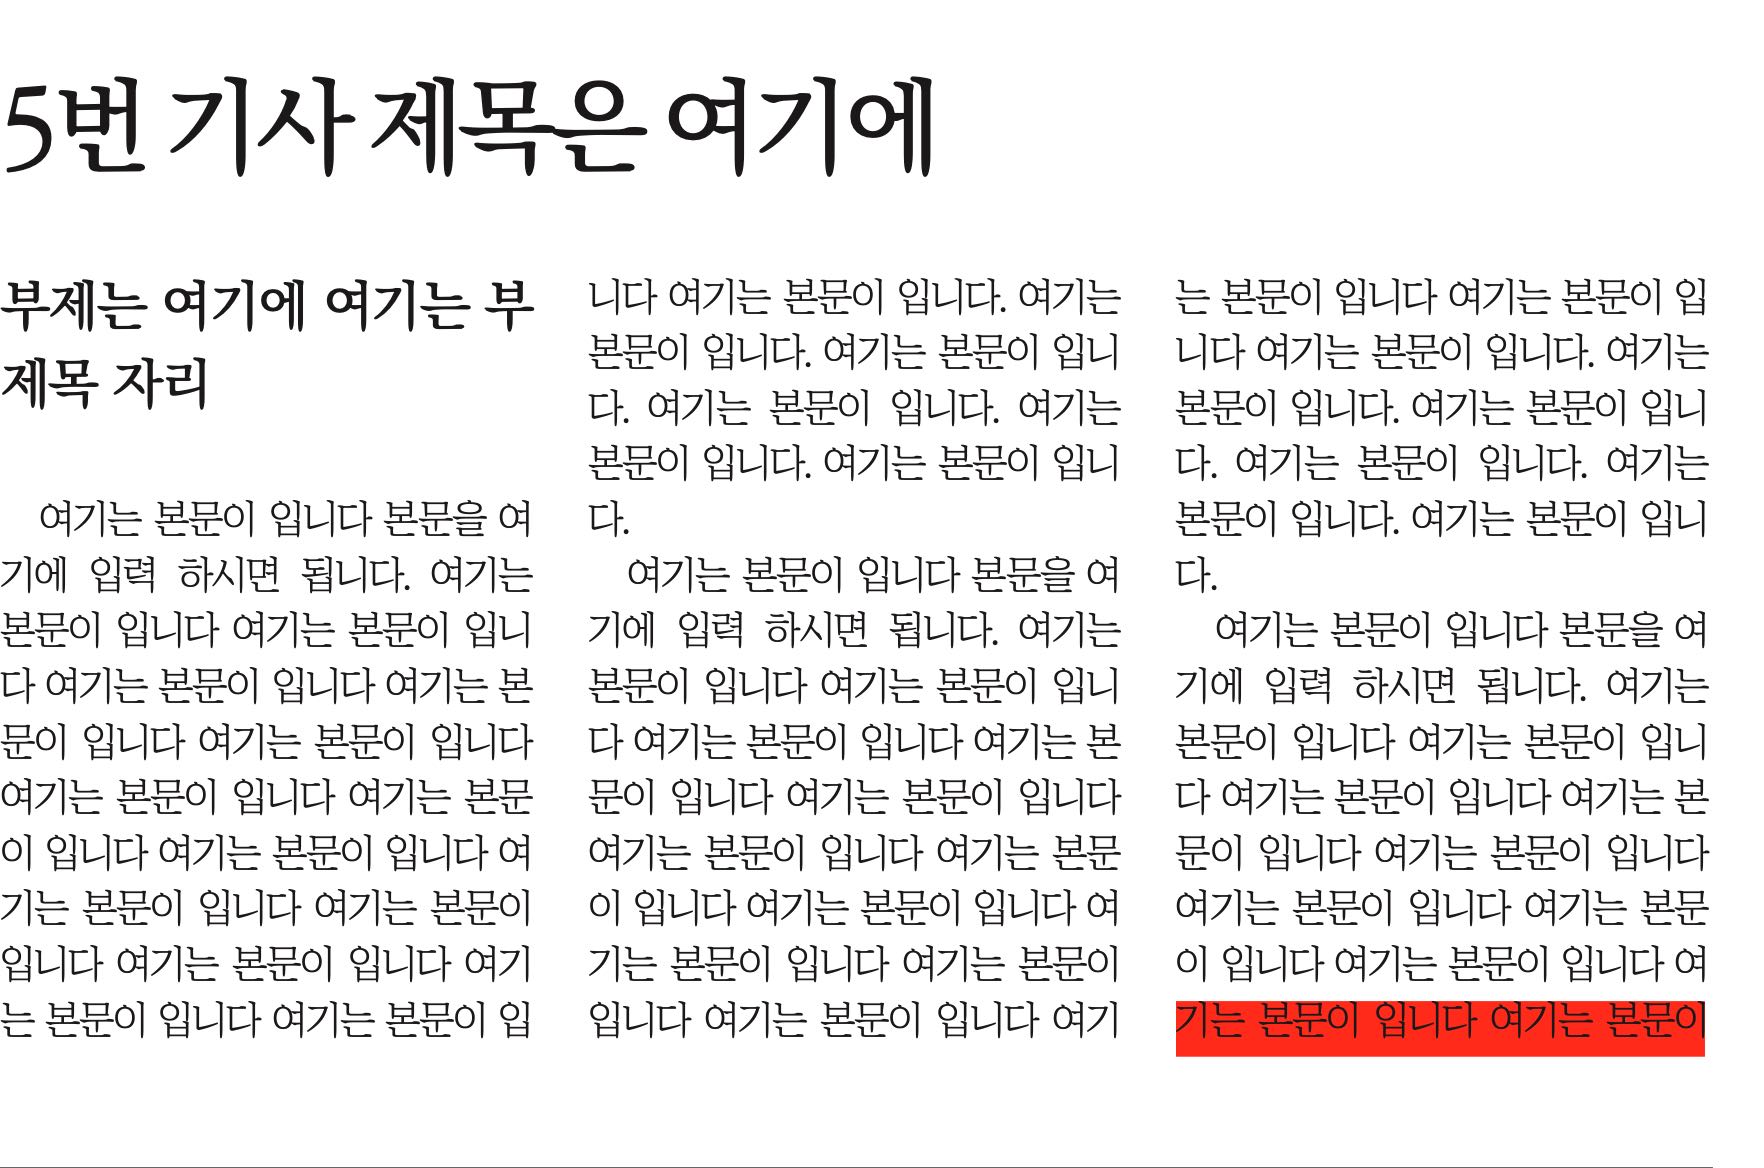 5번 기사 제목은 여기에
부제는 여기에 여기는 부
제목 자리
여기는 본문이 입니다 본문을 여
기에 입력 하시면 됩니다. 여기는
본문이 입니다 여기는 본문이 입니
다 여기는 본문이 입니다 여기는 본
문이 입니다 여기는 본문이 입니다
여기는 본문이 입니다 여기는 본문
이 입니다 여기는 본문이 입니다 여
기는 본문이 입니다 여기는 본문이
입니다 여기는 본문이 입니다 여기
는 본문이 입니다 여기는 본문이 입
니다 여기는 본문이 입니다. 여기는
본문이 입니다. 여기는 본문이 입니
다. 여기는 본문이 입니다. 여기는
본문이 입니다. 여기는 본문이 입니
다.
여기는 본문이 입니다 본문을 여
기에 입력 하시면 됩니다. 여기는
본문이 입니다 여기는 본문이 입니
다 여기는 본문이 입니다 여기는 본
문이 입니다 여기는 본문이 입니다
여기는 본문이 입니다 여기는 본문
이 입니다 여기는 본문이 입니다 여
기는 본문이 입니다 여기는 본문이
입니다 여기는 본문이 입니다 여기
는 본문이 입니다 여기는 본문이 입
니다 여기는 본문이 입니다. 여기는
본문이 입니다. 여기는 본문이 입니
다. 여기는 본문이 입니다. 여기는
본문이 입니다. 여기는 본문이 입니
다.
여기는 본문이 입니다 본문을 여
기에 입력 하시면 됩니다. 여기는
본문이 입니다 여기는 본문이 입니
다 여기는 본문이 입니다 여기는 본
문이 입니다 여기는 본문이 입니다
여기는 본문이 입니다 여기는 본문
이 입니다 여기는 본문이 입니다 여
기는 본문이 입니다 여기는 본문이